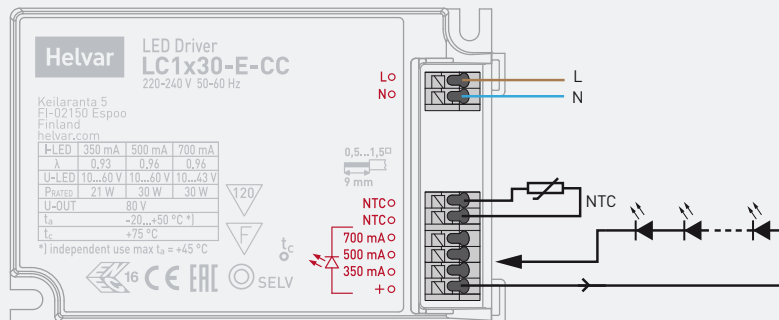 Helvar
LED Driver
LC1x30-E-CC
220-240 V 50-60 Hz
Keilaranta 5
FI-02150 Espoo
Finland
helvar.com
I-LED 350 mA 500 mA 700 mA
λ 0,93 0,96 0,96
U-LED 10...60 V 10...60 V 10...43 V
PRATED 21 W 30 W 30 W
U-OUT 80 V
ta -20...+50 °C *)
tc +75 °C
*) independent use max ta = +45 °C
120
F
tc
16 CE EAC SELV
L
N
0,5...1,5
9 mm
NTC
NTC
700 mA
500 mA
350 mA
+
L
N
NTC